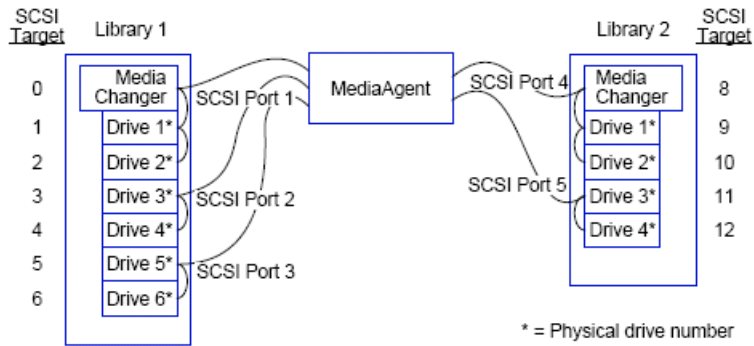 SCSI
Target
Library 1
Library 2
SCSI
Target
0
Media
Changer
SCSI Port 1
MediaAgent
SCSI Port 4
Media
Changer
8
1
Drive 1*
Drive 1*
9
2
Drive 2*
Drive 2*
10
3
Drive 3*
SCSI Port 2
SCSI Port 5
Drive 3*
11
4
Drive 4*
Drive 4*
12
5
Drive 5*
SCSI Port 3
6
Drive 6*
* = Physical drive number